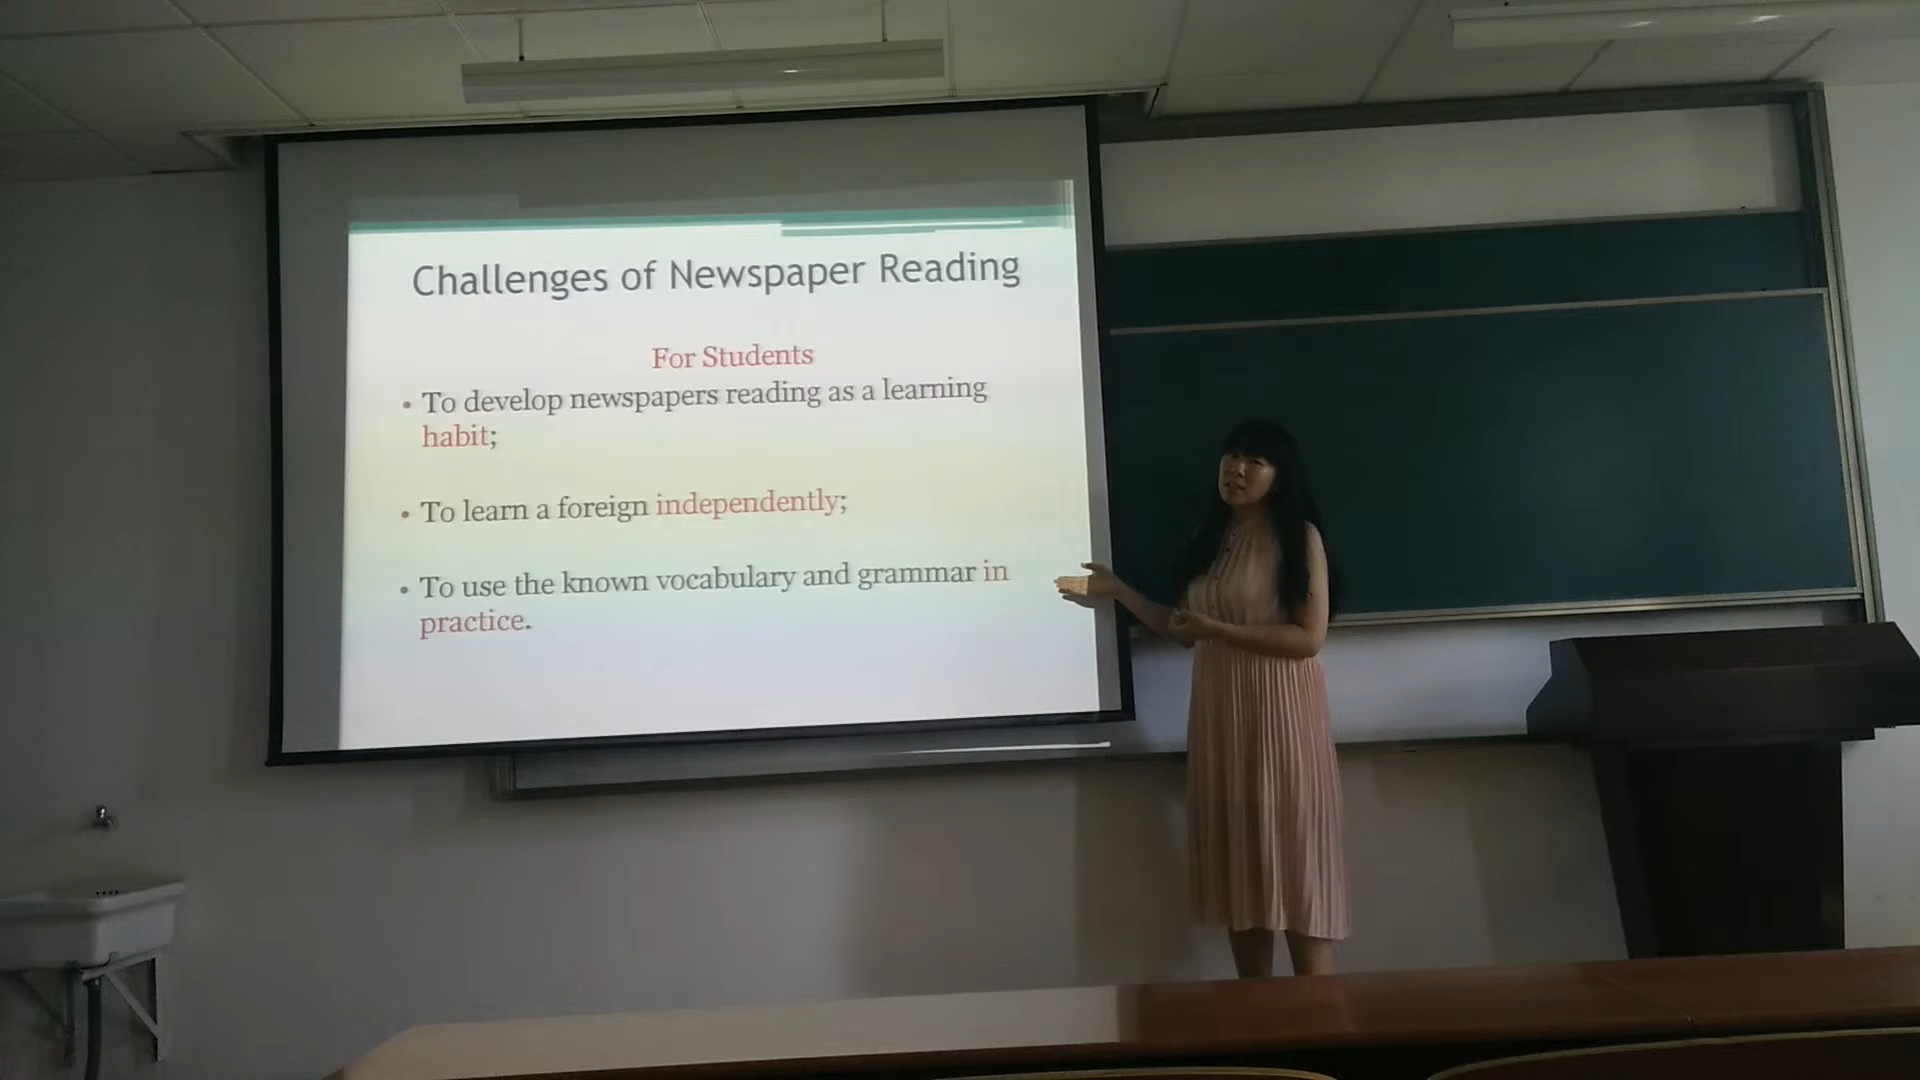 Challenges of Newspaper Reading
For Students
• To develop newspapers reading as a learning
habit;
• To learn a foreign independently;
• To use the known vocabulary and grammar in
practice.